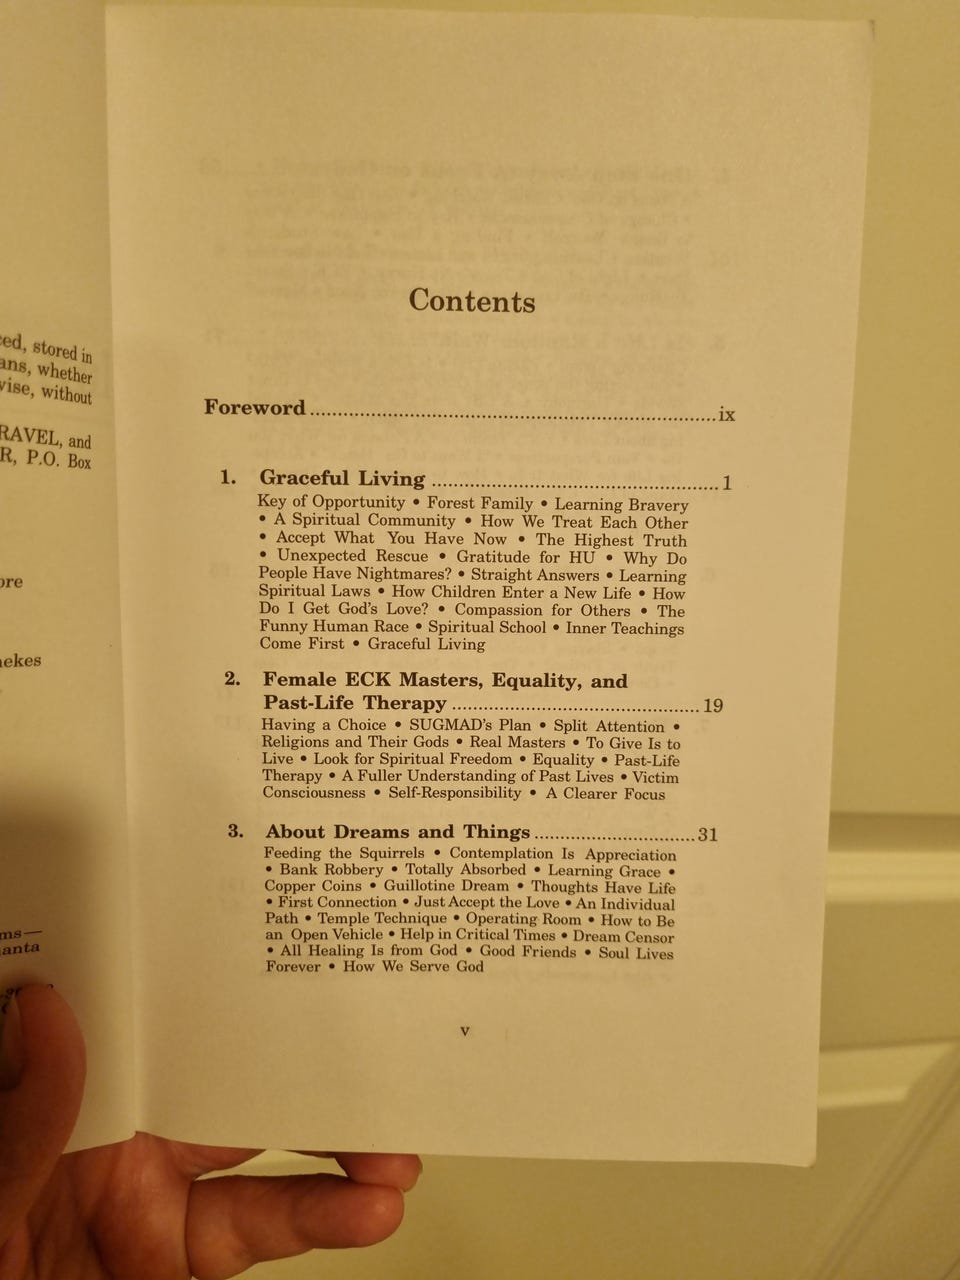 ed, stored in
ans, whether
vise, without
RAVEL, and
R, P.O. Box
ore
ekes
ms—
anta
Contents
Foreword ix
1. Graceful Living 1
Key of Opportunity • Forest Family • Learning Bravery
• A Spiritual Community • How We Treat Each Other
• Accept What You Have Now • The Highest Truth
• Unexpected Rescue • Gratitude for HU • Why Do
People Have Nightmares? • Straight Answers • Learning
Spiritual Laws • How Children Enter a New Life • How
Do I Get God's Love? • Compassion for Others • The
Funny Human Race • Spiritual School • Inner Teachings
Come First • Graceful Living
2. Female ECK Masters, Equality, and
Past-Life Therapy 19
Having a Choice • SUGMAD's Plan • Split Attention •
Religions and Their Gods • Real Masters • To Give Is to
Live • Look for Spiritual Freedom • Equality • Past-Life
Therapy • A Fuller Understanding of Past Lives • Victim
Consciousness • Self-Responsibility • A Clearer Focus
3. About Dreams and Things 31
Feeding the Squirrels • Contemplation Is Appreciation
• Bank Robbery • Totally Absorbed • Learning Grace •
Copper Coins • Guillotine Dream • Thoughts Have Life
• First Connection • Just Accept the Love • An Individual
Path • Temple Technique • Operating Room • How to Be
an Open Vehicle • Help in Critical Times • Dream Censor
• All Healing Is from God • Good Friends • Soul Lives
Forever • How We Serve God
v